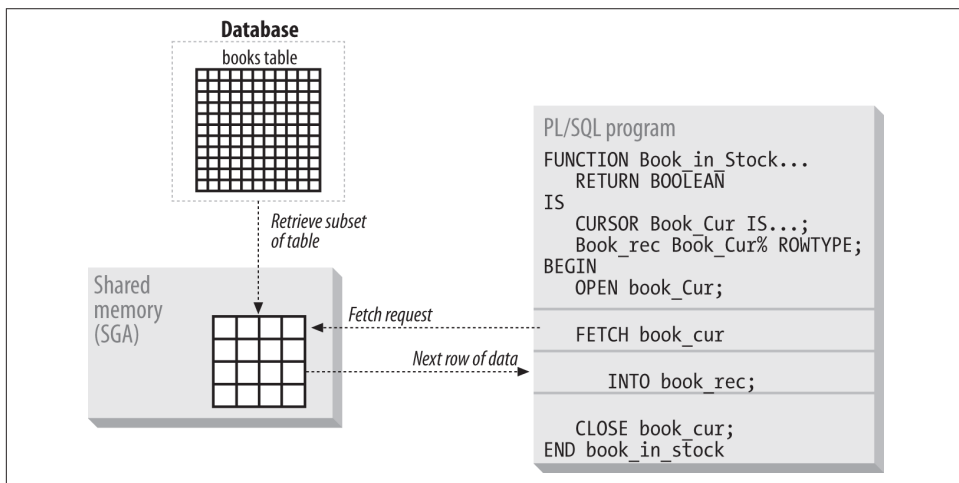 Database
books table
Retrieve subset
of table
Shared
memory
(SGA)
Fetch request
Next row of data
PL/SQL program
FUNCTION Book_in_Stock...
RETURN BOOLEAN
IS
CURSOR Book_Cur IS...;
Book_rec Book_Cur% ROWTYPE;
BEGIN
OPEN book_Cur;
FETCH book_cur
INTO book_rec;
CLOSE book_cur;
END book_in_stock